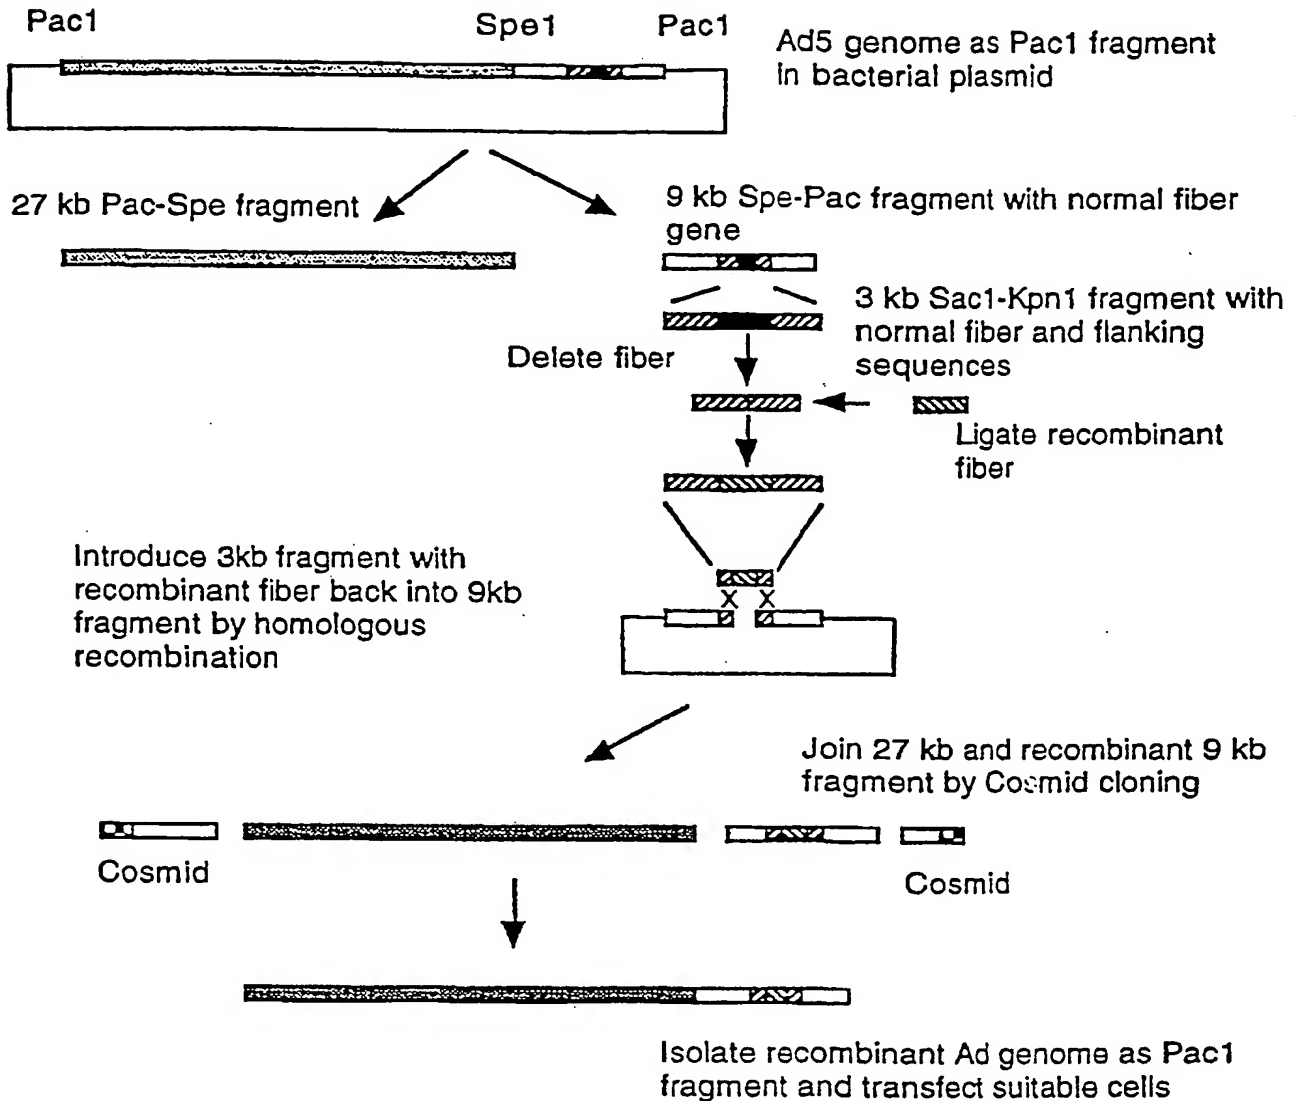 Pac1
Spe1
Pac1
Ad5 genome as Pac1 fragment
in bacterial plasmid
27 kb Pac-Spe fragment
9 kb Spe-Pac fragment with normal fiber
gene
3 kb Sac1-Kpn1 fragment with
normal fiber and flanking
sequences
Delete fiber
Ligate recombinant
fiber
Introduce 3kb fragment with
recombinant fiber back into 9kb
fragment by homologous
recombination
X X
Join 27 kb and recombinant 9 kb
fragment by Cosmid cloning
Cosmid
Cosmid
Isolate recombinant Ad genome as Pac1
fragment and transfect suitable cells